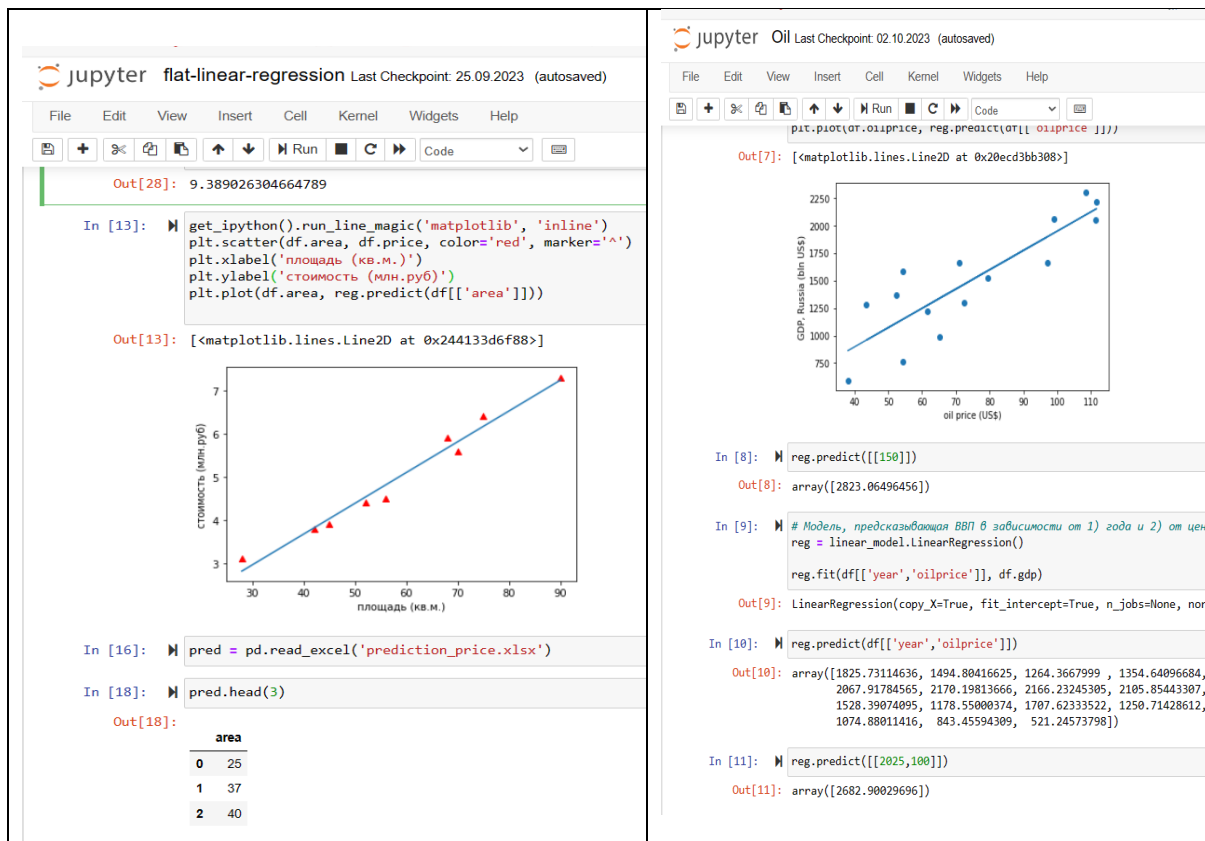 jupyter flat-linear-regression Last Checkpoint: 25.09.2023 (autosaved)
File Edit View Insert Cell Kernel Widgets Help
Run Code
Out[28]: 9.389026304664789
In [13]: get_ipython().run_line_magic('matplotlib', 'inline')
plt.scatter(df.area, df.price, color='red', marker='^')
plt.xlabel('площадь (кв.м.)')
plt.ylabel('стоимость (млн.руб)')
plt.plot(df.area, reg.predict(df[['area']]))
Out[13]: [<matplotlib.lines.Line2D at 0x244133d6f88>]
стоимость (млн.руб)
7
6
5
4
3
30 40 50 60 70 80 90
площадь (кв.м.)
In [16]: pred = pd.read_excel('prediction_price.xlsx')
In [18]: pred.head(3)
Out[18]:
area
0 25
1 37
2 40
jupyter Oil Last Checkpoint: 02.10.2023 (autosaved)
File Edit View Insert Cell Kernel Widgets Help
Run Code
plt.plot(df.oilprice, reg.predict(df[['oilprice']]))
Out[7]: [<matplotlib.lines.Line2D at 0x20ecd3bb308>]
GDP, Russia (bln US$)
2250
2000
1750
1500
1250
1000
750
40 50 60 70 80 90 100 110
oil price (US$)
In [8]: reg.predict([[150]])
Out[8]: array([2823.06496456])
In [9]: # Модель, предсказывающая ВВП в зависимости от 1) года и 2) от цен
reg = linear_model.LinearRegression()
reg.fit(df[['year','oilprice']], df.gdp)
Out[9]: LinearRegression(copy_X=True, fit_intercept=True, n_jobs=None, nor
In [10]: reg.predict(df[['year','oilprice']])
Out[10]: array([1825.73114636, 1494.80416625, 1264.3667999 , 1354.64096684,
2067.91784565, 2170.19813666, 2166.23245305, 2105.85443307,
1528.39074095, 1178.55000374, 1707.62333522, 1250.71428612,
1074.88011416, 843.45594309, 521.24573798])
In [11]: reg.predict([[2025,100]])
Out[11]: array([2682.90029696])